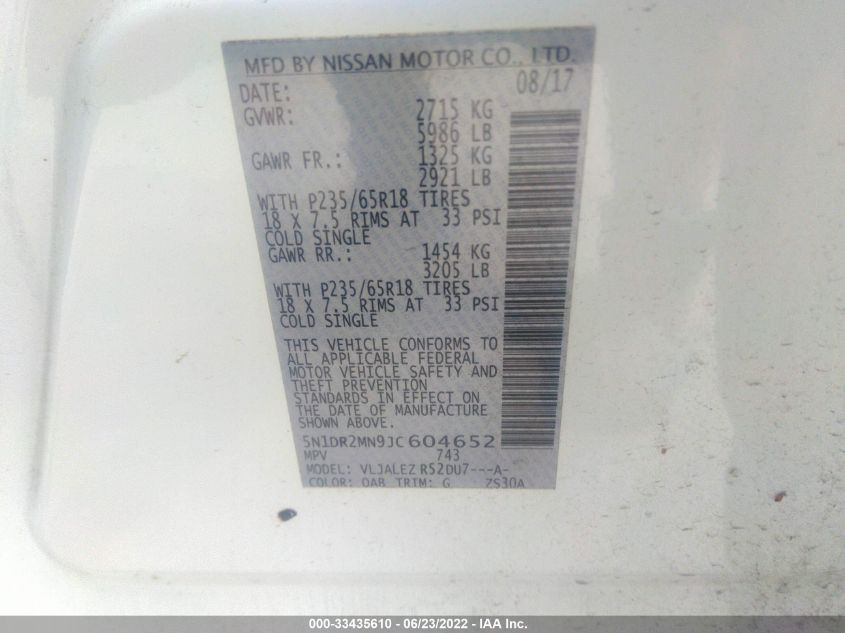 MFD BY NISSAN MOTOR CO., LTD.
DATE: 08/17
GVWR: 2715 KG
5986 LB
GAWR FR.: 1325 KG
2921 LB
WITH P235/65R18 TIRES
18 X 7.5 RIMS AT 33 PSI
COLD SINGLE
GAWR RR.: 1454 KG
3205 LB
WITH P235/65R18 TIRES
18 X 7.5 RIMS AT 33 PSI
COLD SINGLE
THIS VEHICLE CONFORMS TO
ALL APPLICABLE FEDERAL
MOTOR VEHICLE SAFETY AND
THEFT PREVENTION
STANDARDS IN EFFECT ON
THE DATE OF MANUFACTURE
SHOWN ABOVE.
5N1DR2MN9JC604652
MPV 743
MODEL: VLJALEZ R52DU7---A-
COLOR: QAB TRIM: G ZS30A
000-33435610 - 06/23/2022 - IAA Inc.